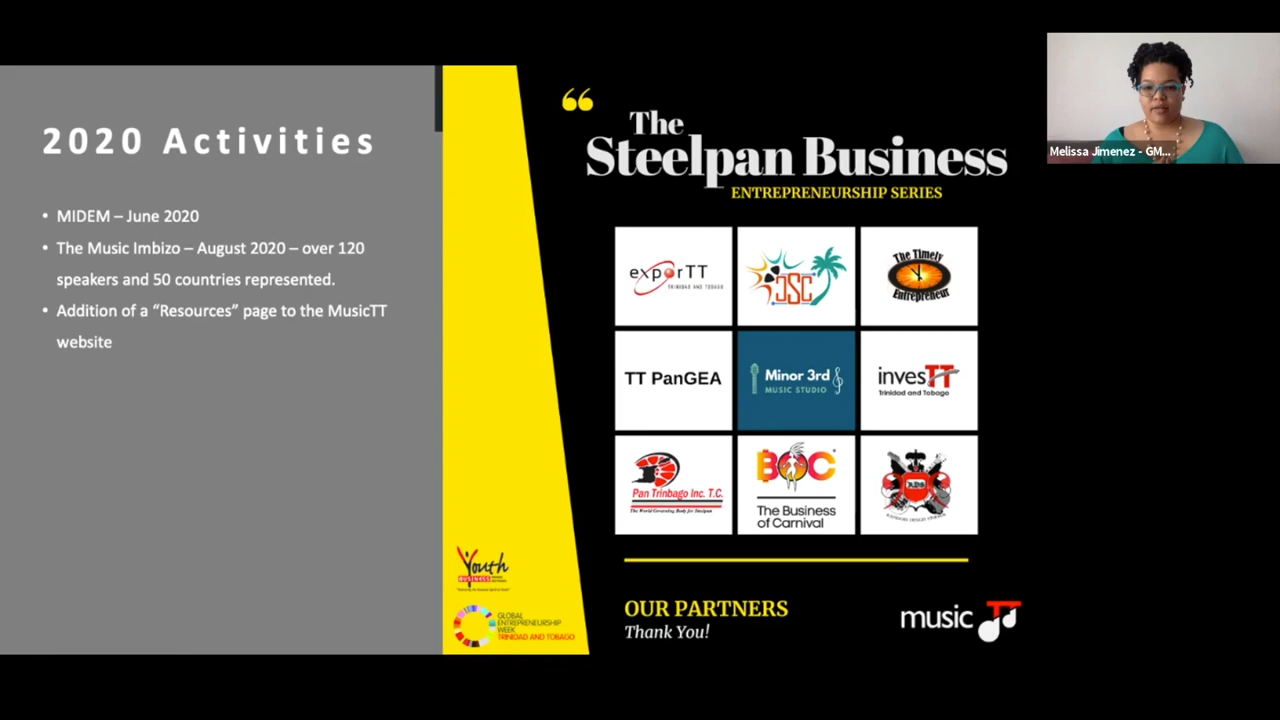 2020 Activities
• MIDEM – June 2020
• The Music Imbizo – August 2020 – over 120
speakers and 50 countries represented.
• Addition of a “Resources” page to the MusicTT
website
“
The
Steelpan Business
ENTREPRENEURSHIP SERIES
exporTT
TRINIDAD AND TOBAGO
JSC
The Timely
Entrepreneur
TT PanGEA
Minor 3rd
MUSIC STUDIO
invesTT
Trinidad and Tobago
Pan Trinbago Inc. T.C.
The World Governing Body for Steelpan
BOC
The Business
of Carnival
Youth
BUSINESS
GLOBAL
ENTREPRENEURSHIP
WEEK
TRINIDAD AND TOBAGO
OUR PARTNERS
Thank You!
music TT
Melissa Jimenez - GM...